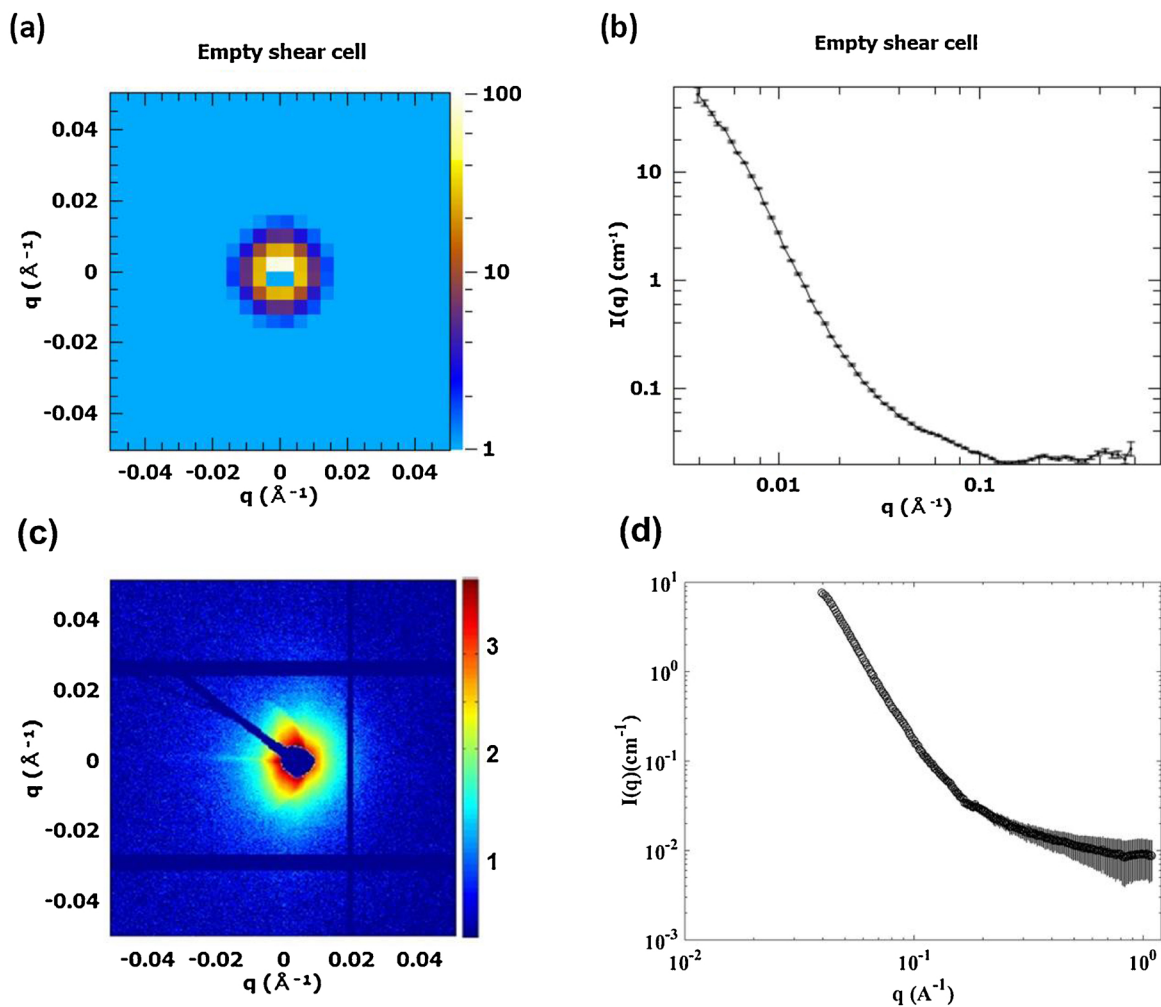 (a)
Empty shear cell
0.04
0.02
0
-0.02
-0.04
q (Å⁻¹)
-0.04 -0.02 0 0.02 0.04
q (Å⁻¹)
100
10
1
(b)
Empty shear cell
10
1
0.1
I(q) (cm⁻¹)
0.01 0.1
q (Å⁻¹)
(c)
0.04
0.02
0
-0.02
-0.04
q (Å⁻¹)
-0.04 -0.02 0 0.02 0.04
q (Å⁻¹)
3
2
1
(d)
10¹
10⁰
10⁻¹
10⁻²
10⁻³
I(q)(cm⁻¹)
10⁻² 10⁻¹ 10⁰
q (A⁻¹)